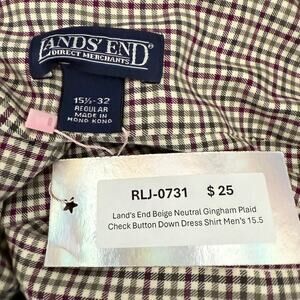 LANDS' END®
DIRECT MERCHANTS
15½-32
REGULAR
MADE IN
HONG KONG
RLJ-0731 $ 25
Land's End Beige Neutral Gingham Plaid
Check Button Down Dress Shirt Men's 15.5